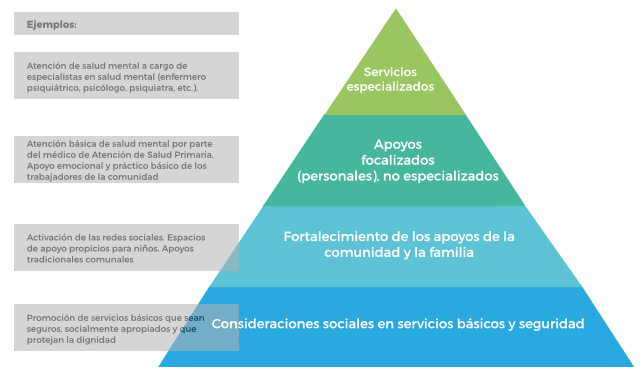 Ejemplos:
Atención de salud mental a cargo de
especialistas en salud mental (enfermero
psiquiátrico, psicólogo, psiquiatra, etc.).
Servicios
especializados
Atención básica de salud mental por parte
del médico de Atención de Salud Primaria.
Apoyo emocional y práctico básico de los
trabajadores de la comunidad
Apoyos
focalizados
(personales), no especializados
Activación de las redes sociales. Espacios
de apoyo propicios para niños. Apoyos
tradicionales comunales
Fortalecimiento de los apoyos de la
comunidad y la familia
Promoción de servicios básicos que sean
seguros, socialmente apropiados y que
protejan la dignidad
Consideraciones sociales en servicios básicos y seguridad